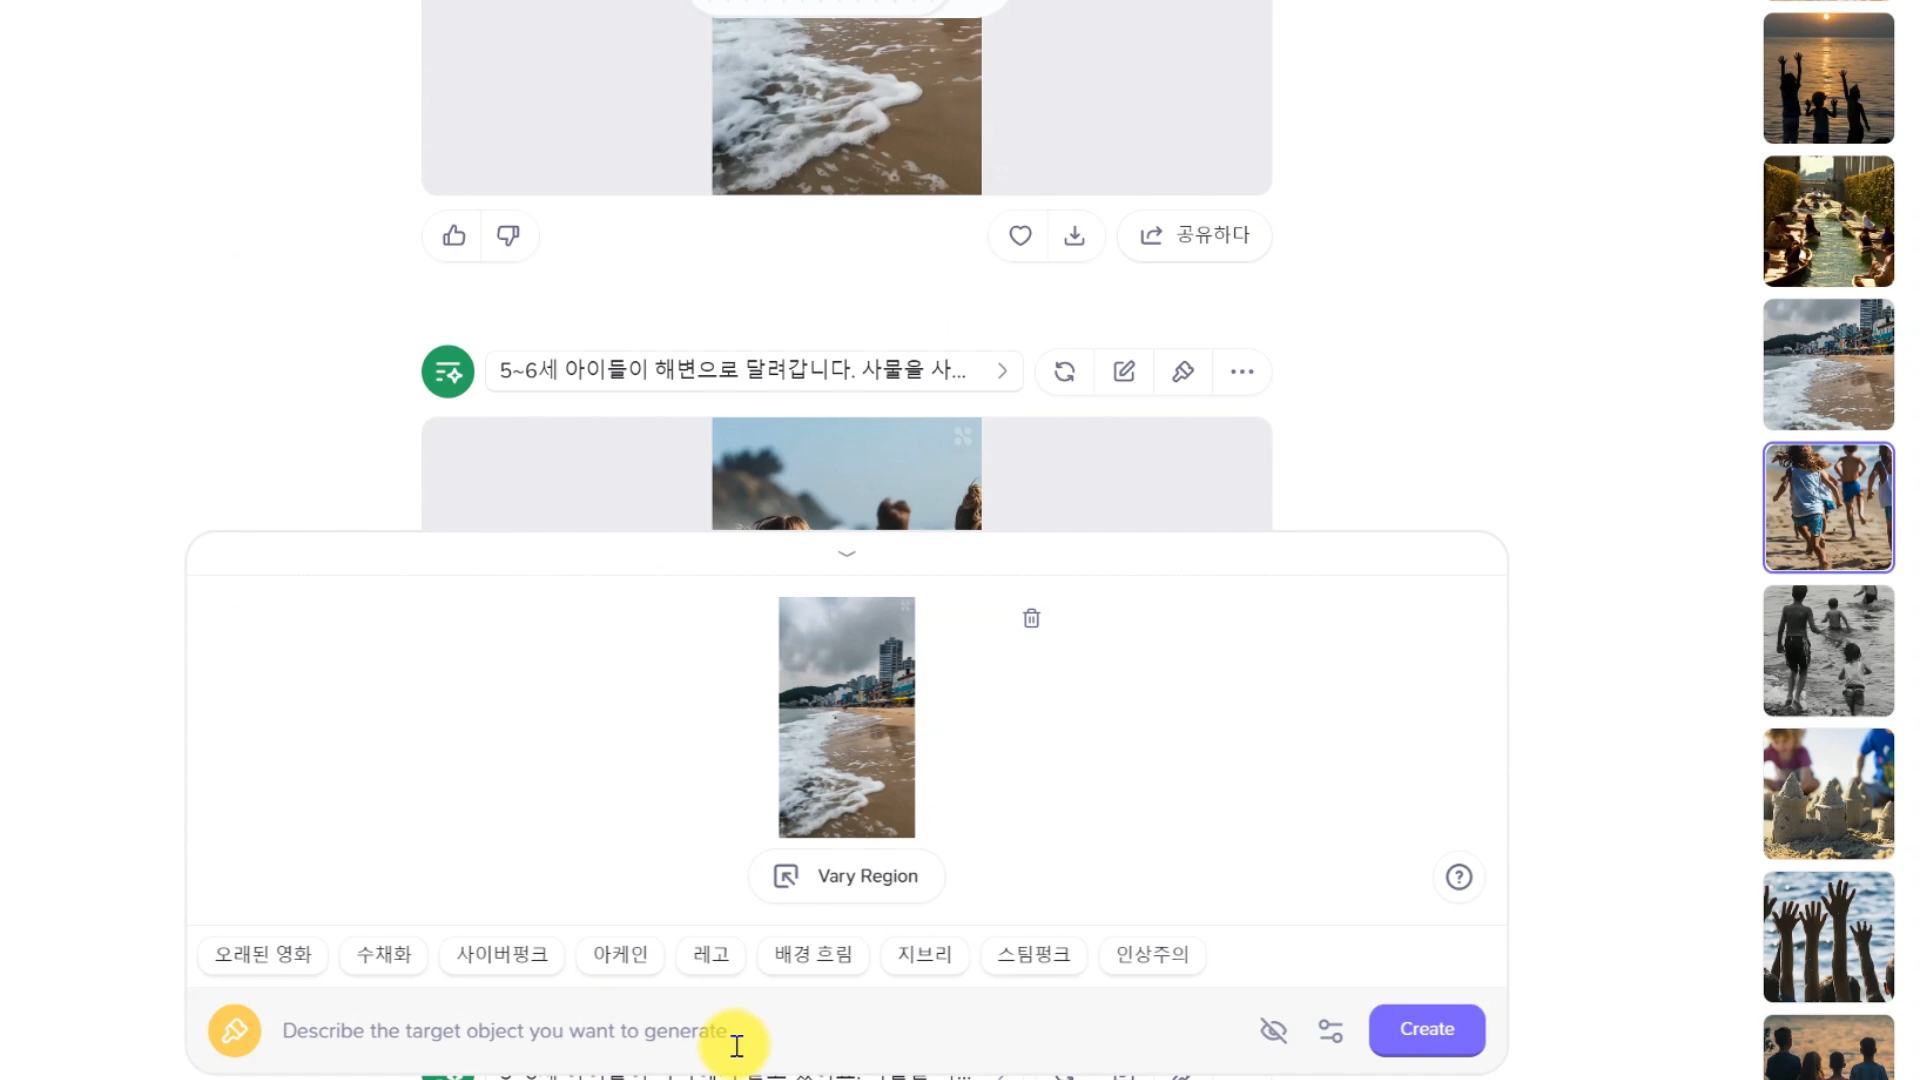 공유하다
5~6세 아이들이 해변으로 달려갑니다. 사물을 사...
Vary Region
오래된 영화 수채화 사이버펑크 아케인 레고 배경 흐림 지브리 스팀펑크 인상주의
Describe the target object you want to generate
Create